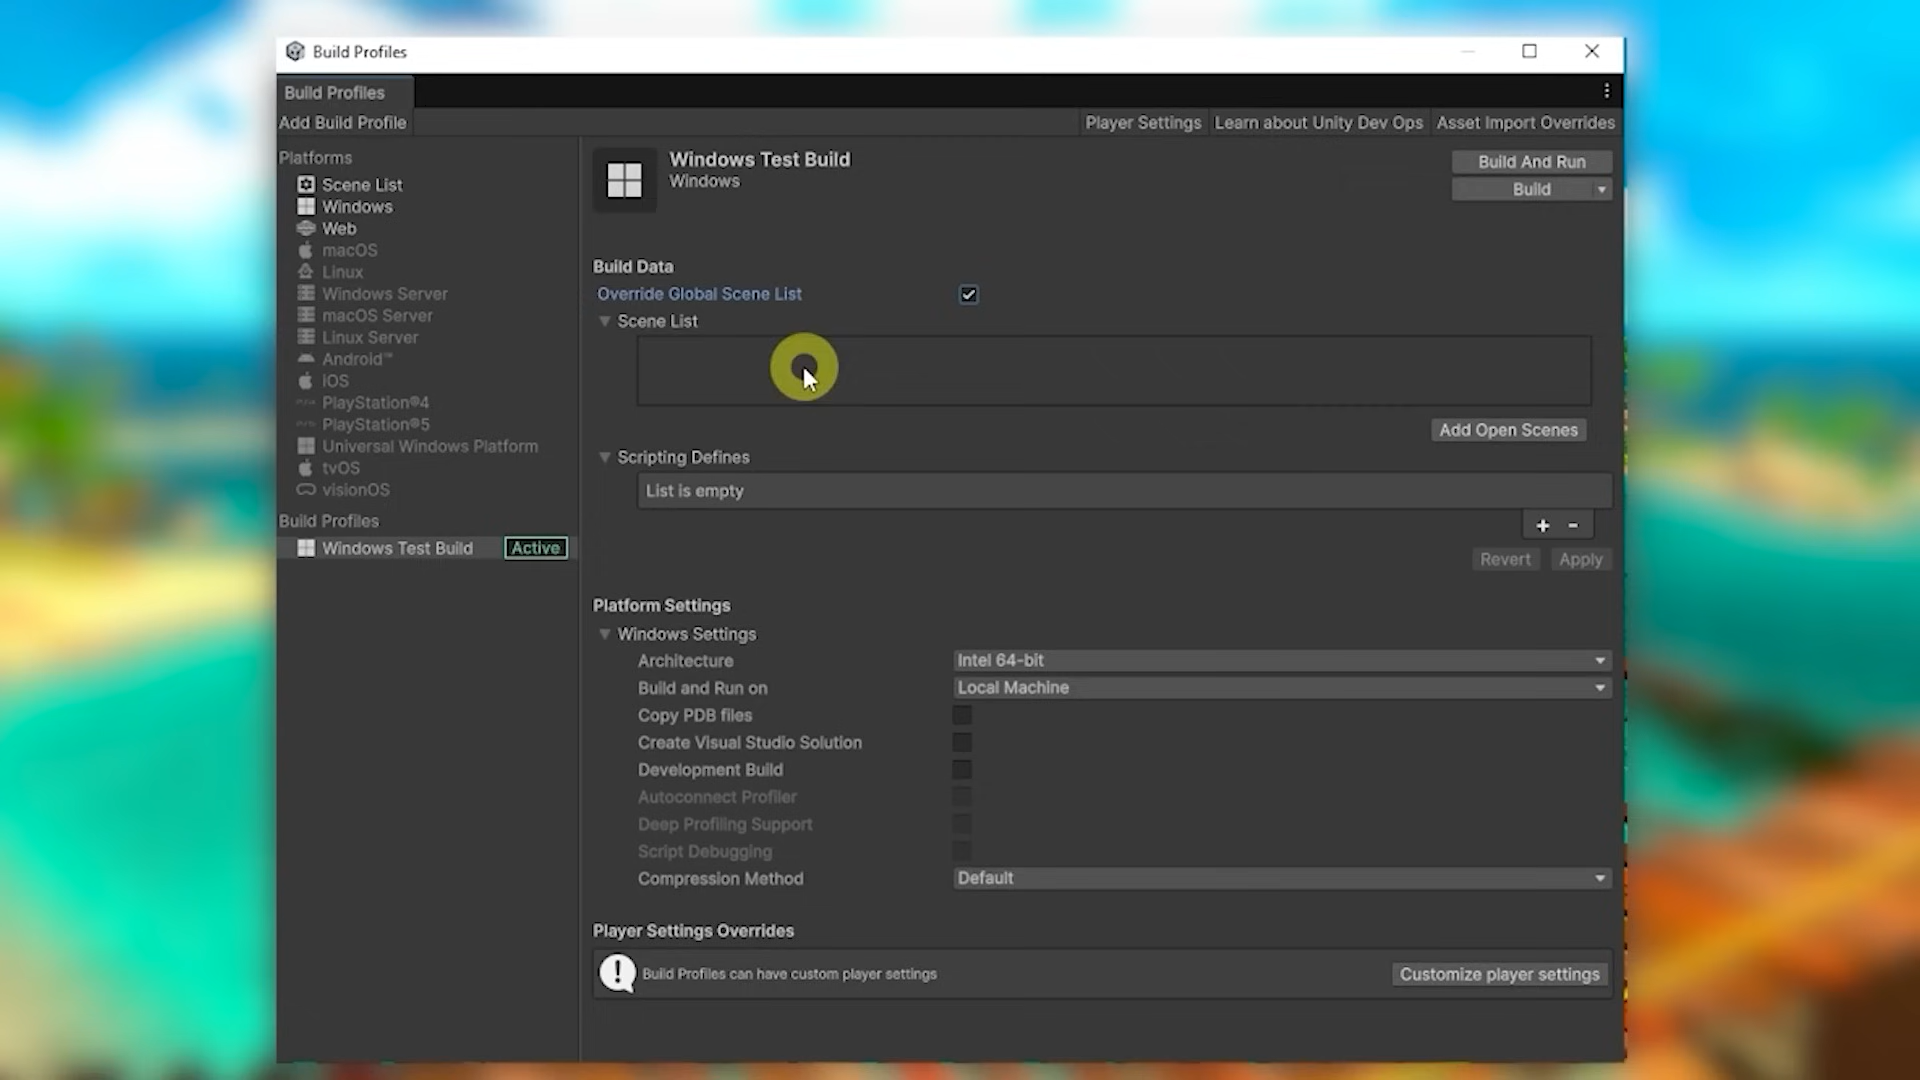 Build Profiles
Build Profiles
Add Build Profile
Player Settings
Learn about Unity Dev Ops
Asset Import Overrides
Platforms
Scene List
Windows
Web
macOS
Linux
Windows Server
macOS Server
Linux Server
Android™
iOS
PlayStation®4
PlayStation®5
Universal Windows Platform
tvOS
visionOS
Build Profiles
Windows Test Build
Active
Windows Test Build
Windows
Build And Run
Build
Build Data
Override Global Scene List
Scene List
Add Open Scenes
Scripting Defines
List is empty
+ -
Revert
Apply
Platform Settings
Windows Settings
Architecture
Intel 64-bit
Build and Run on
Local Machine
Copy PDB files
Create Visual Studio Solution
Development Build
Autoconnect Profiler
Deep Profiling Support
Script Debugging
Compression Method
Default
Player Settings Overrides
Build Profiles can have custom player settings
Customize player settings